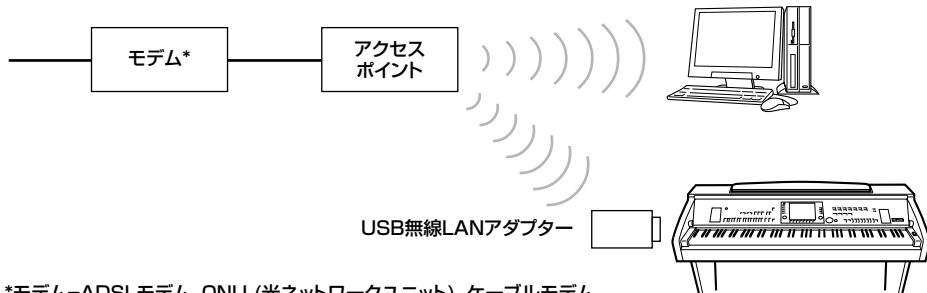 モデム*
アクセス
ポイント
USB無線LANアダプター
*モデム=ADSLモデム、ONU (光ネットワークユニット)、ケーブルモデム